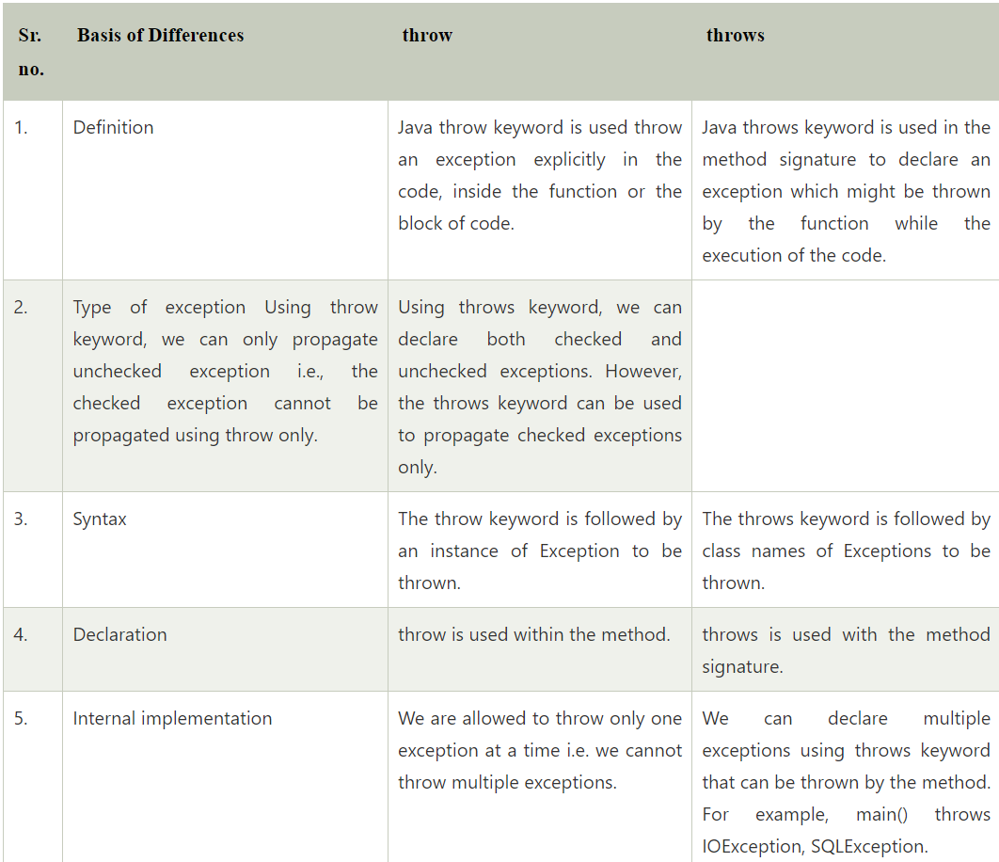 Sr. no.
Basis of Differences
throw
throws
1.
Definition
Java throw keyword is used throw
an exception explicitly in the
code, inside the function or the
block of code.
Java throws keyword is used in the
method signature to declare an
exception which might be thrown
by the function while the
execution of the code.
2.
Type of exception Using throw
keyword, we can only propagate
unchecked exception i.e., the
checked exception cannot be
propagated using throw only.
Using throws keyword, we can
declare both checked and
unchecked exceptions. However,
the throws keyword can be used
to propagate checked exceptions
only.
3.
Syntax
The throw keyword is followed by
an instance of Exception to be
thrown.
The throws keyword is followed by
class names of Exceptions to be
thrown.
4.
Declaration
throw is used within the method.
throws is used with the method
signature.
5.
Internal implementation
We are allowed to throw only one
exception at a time i.e. we cannot
throw multiple exceptions.
We can declare multiple
exceptions using throws keyword
that can be thrown by the method.
For example, main() throws
IOException, SQLException.